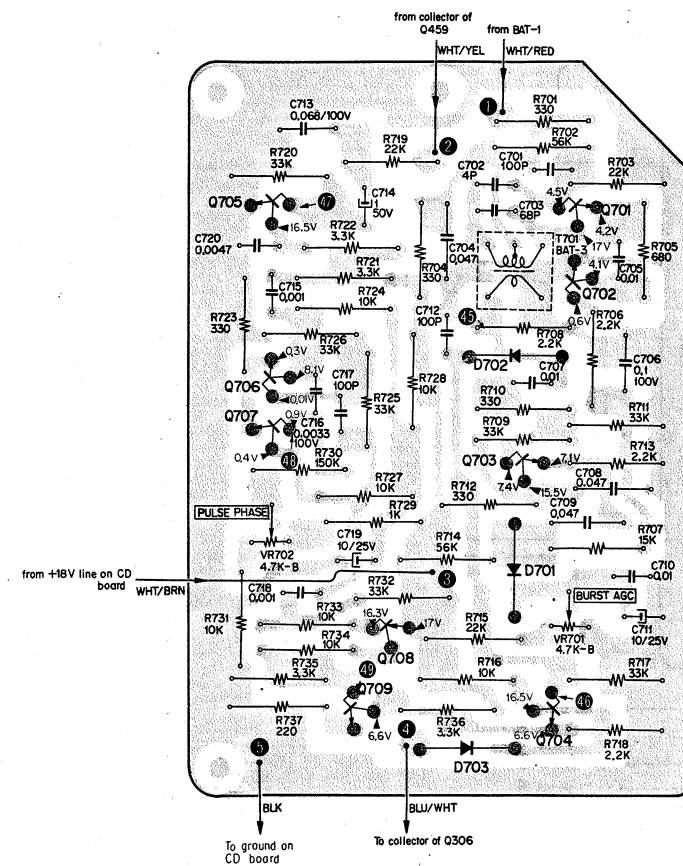 from collector of
Q459
from BAT-1
WHT/YEL
WHT/RED
C713
0.068/100V
1
R701
330
R719
22K
2
R702
56K
R720
33K
C702
4P
C701
100P
R703
22K
Q705
47
C714
1
50V
4.5V
Q701
16.5V
R722
3.3K
C703
68P
4.2V
C720
0.0047
C704
0.047
T701
BAT-3
17V
R705
680
R721
3.3K
R704
330
4.1V
C705
0.01
C715
0.001
R724
10K
Q702
R723
330
C712
100P
45
0.6V
R706
2.2K
R726
33K
R708
2.2K
0.3V
D702
C706
0.1
100V
Q706
8.1V
C717
100P
R728
10K
C707
0.01
0.01V
R725
33K
R710
330
Q707
0.9V
C716
0.0033
100V
R709
33K
R711
33K
0.4V
48
R730
150K
Q703
7.1V
R713
2.2K
R727
10K
7.4V
15.5V
C708
0.047
PULSE PHASE
R729
1K
R712
330
C709
0.047
R707
15K
VR702
4.7K-B
C719
10/25V
R714
56K
from +18V line on CD
board
3
D701
C710
0.01
WHT/BRN
C718
0.001
R732
33K
BURST AGC
R731
10K
R733
10K
16.3V
17V
R715
22K
VR701
4.7K-B
C711
10/25V
R734
10K
Q708
R735
3.3K
49
R716
10K
R717
33K
Q709
16.5V
46
R737
220
6.6V
4
R736
3.3K
6.6V
Q704
R718
2.2K
5
D703
BLK
BLU/WHT
To ground on
CD board
To collector of Q306